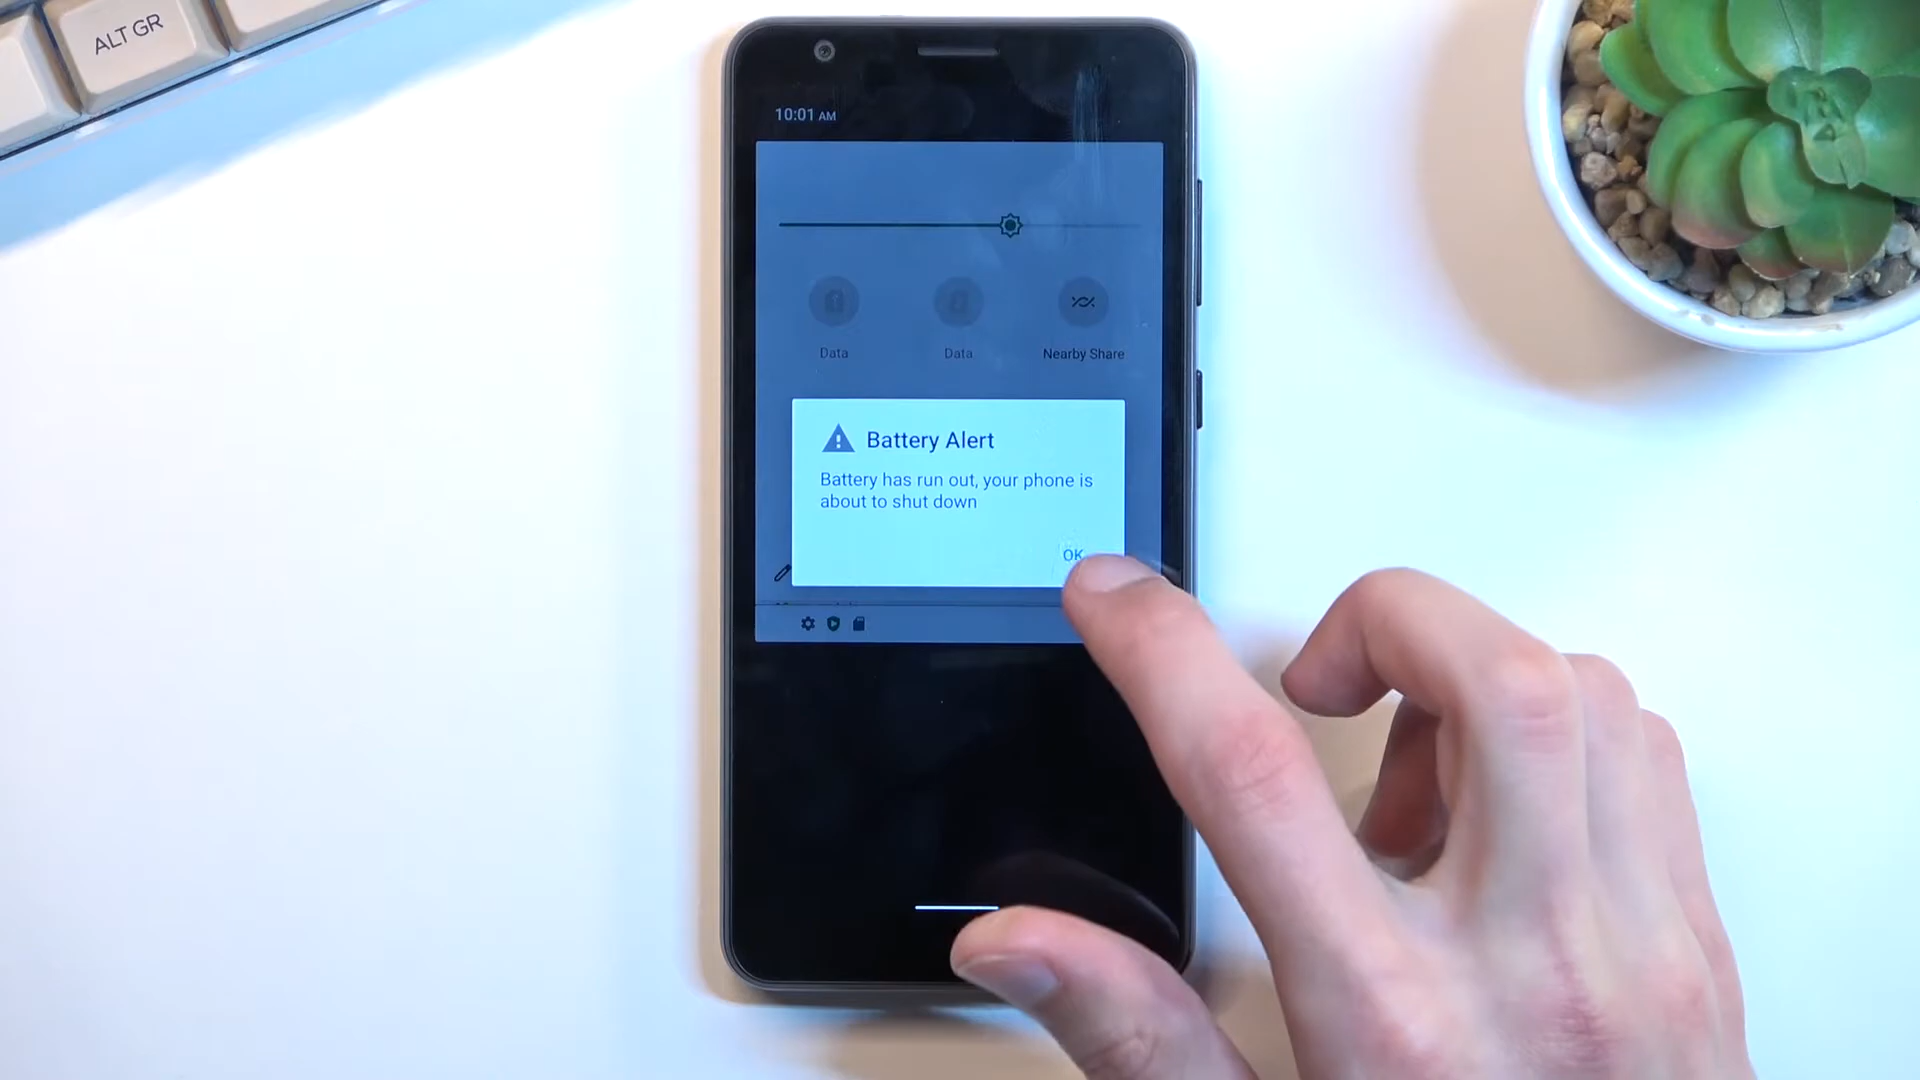 ALT GR
10:01 AM
Data
Data
Nearby Share
Battery Alert
Battery has run out, your phone is
about to shut down
OK